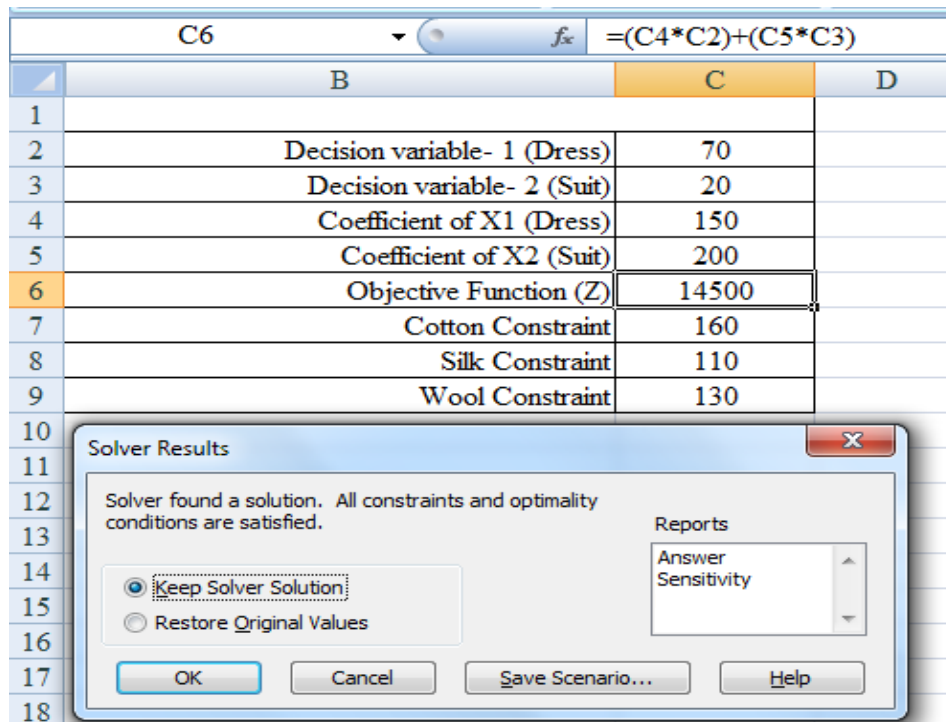 C6 fx =(C4*C2)+(C5*C3)
B C D
1
2 Decision variable- 1 (Dress) 70
3 Decision variable- 2 (Suit) 20
4 Coefficient of X1 (Dress) 150
5 Coefficient of X2 (Suit) 200
6 Objective Function (Z) 14500
7 Cotton Constraint 160
8 Silk Constraint 110
9 Wool Constraint 130
10
Solver Results
11
12
Solver found a solution. All constraints and optimality
conditions are satisfied.
Reports
13
Answer
14
Keep Solver Solution
Sensitivity
15
Restore Original Values
16
17 OK Cancel Save Scenario... Help
18